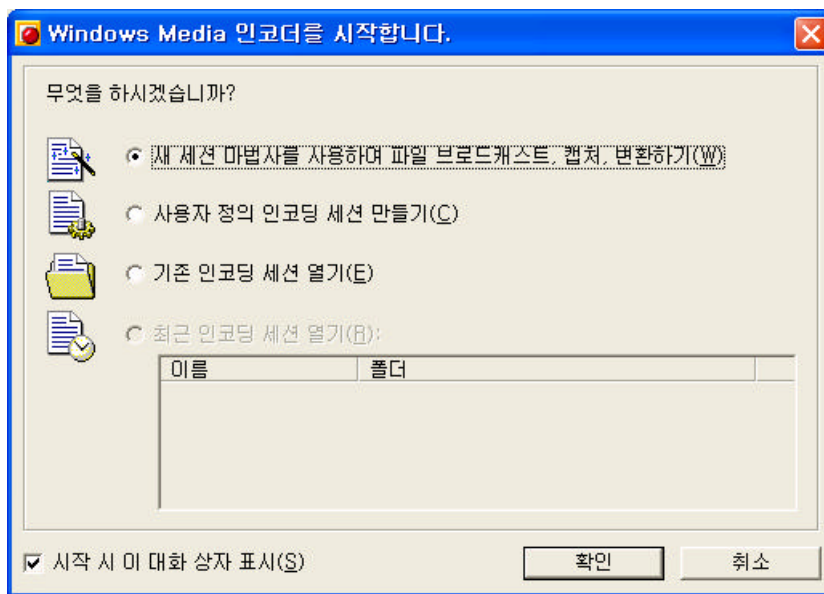 Windows Media 인코더를 시작합니다.
무엇을 하시겠습니까?
새 세션 마법사를 사용하여 파일 브로드캐스트, 캡처, 변환하기(W)
사용자 정의 인코딩 세션 만들기(C)
기존 인코딩 세션 열기(E)
최근 인코딩 세션 열기(R):
이름 폴더
시작 시 이 대화 상자 표시(S) 확인 취소